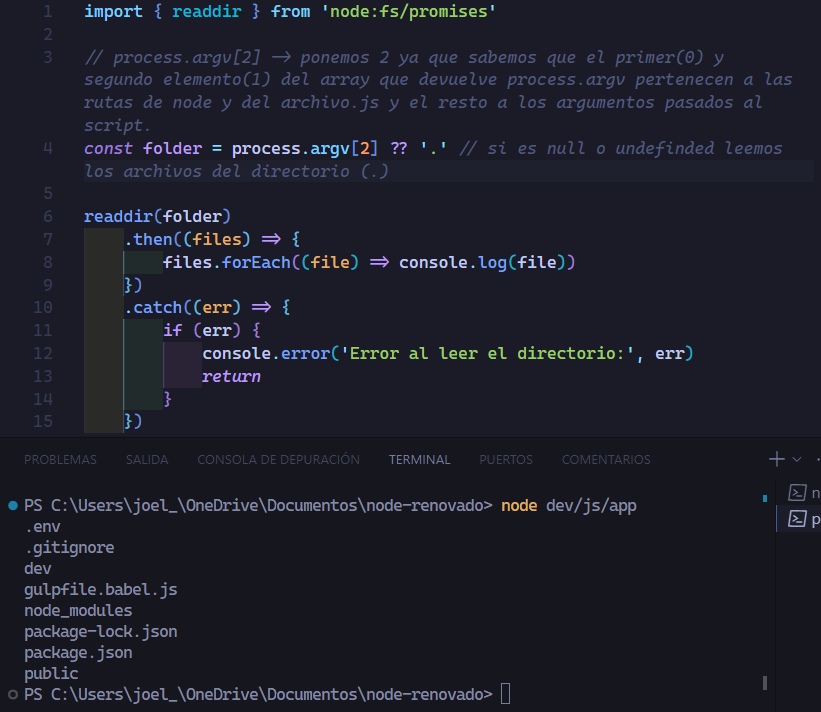 1 import { readdir } from 'node:fs/promises'
2
3 // process.argv[2] -> ponemos 2 ya que sabemos que el primer(0) y
segundo elemento(1) del array que devuelve process.argv pertenecen a las
rutas de node y del archivo.js y el resto a los argumentos pasados al
script.
4 const folder = process.argv[2] ?? '.' // si es null o undefinded leemos
los archivos del directorio (.)
5
6 readdir(folder)
7 .then((files) => {
8 files.forEach((file) => console.log(file))
9 })
10 .catch((err) => {
11 if (err) {
12 console.error('Error al leer el directorio:', err)
13 return
14 }
15 })
PROBLEMAS SALIDA CONSOLA DE DEPURACIÓN TERMINAL PUERTOS COMENTARIOS
PS C:\Users\joel_\OneDrive\Documentos\node-renovado> node dev/js/app
.env
.gitignore
dev
gulpfile.babel.js
node_modules
package-lock.json
package.json
public
PS C:\Users\joel_\OneDrive\Documentos\node-renovado>
n
p